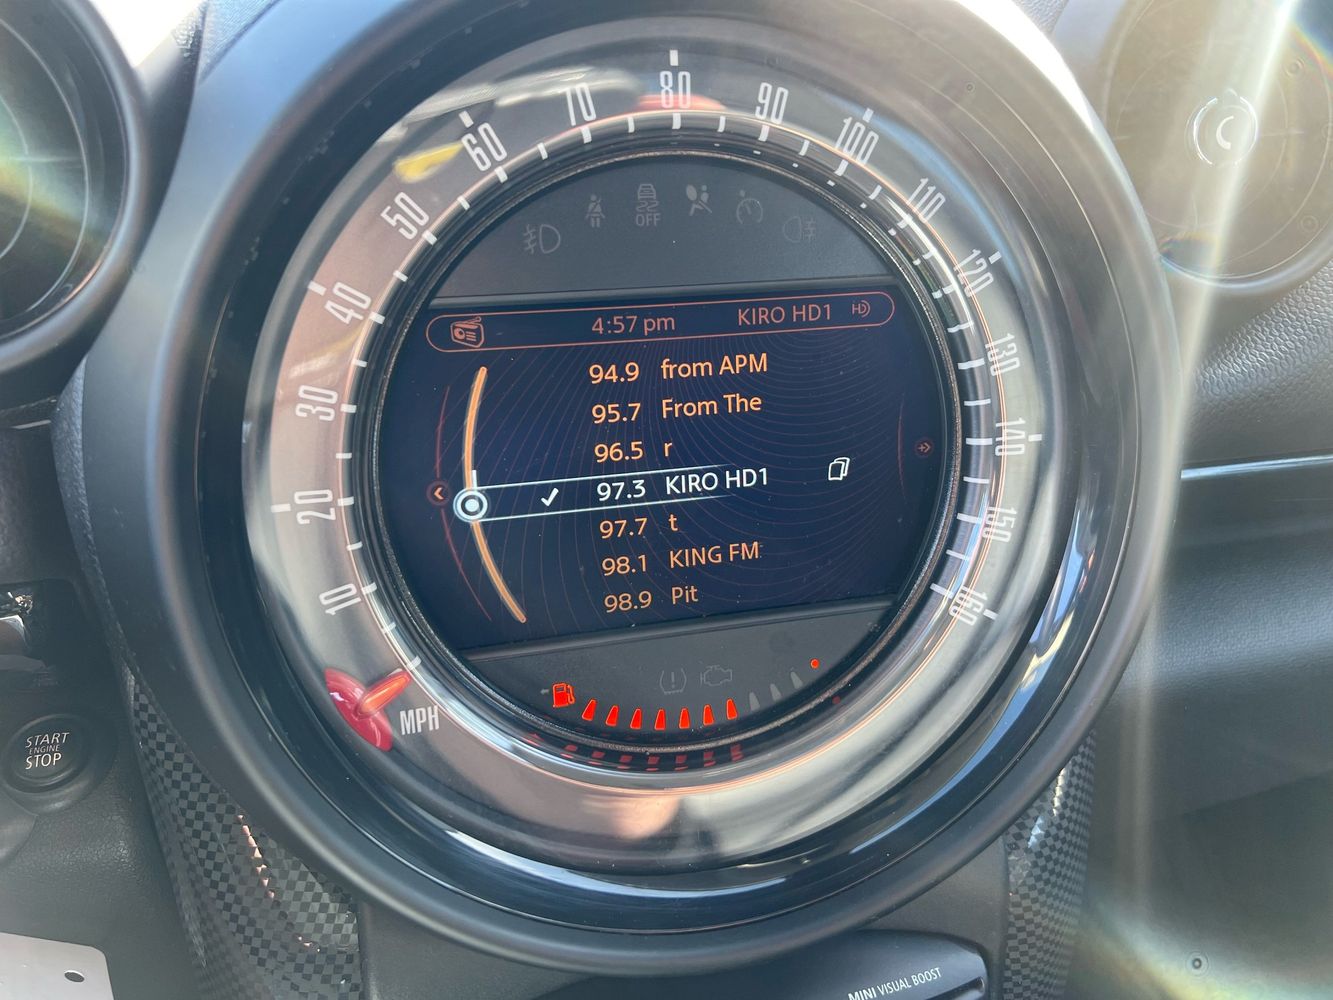 10
20
30
40
50
60
70
80
90
100
110
120
130
140
150
160
MPH
OFF
4:57 pm KIRO HD1 HD
94.9 from APM
95.7 From The
96.5 r
97.3 KIRO HD1
97.7 t
98.1 KING FM
98.9 Pit
START
ENGINE
STOP
MINI VISUAL BOOST